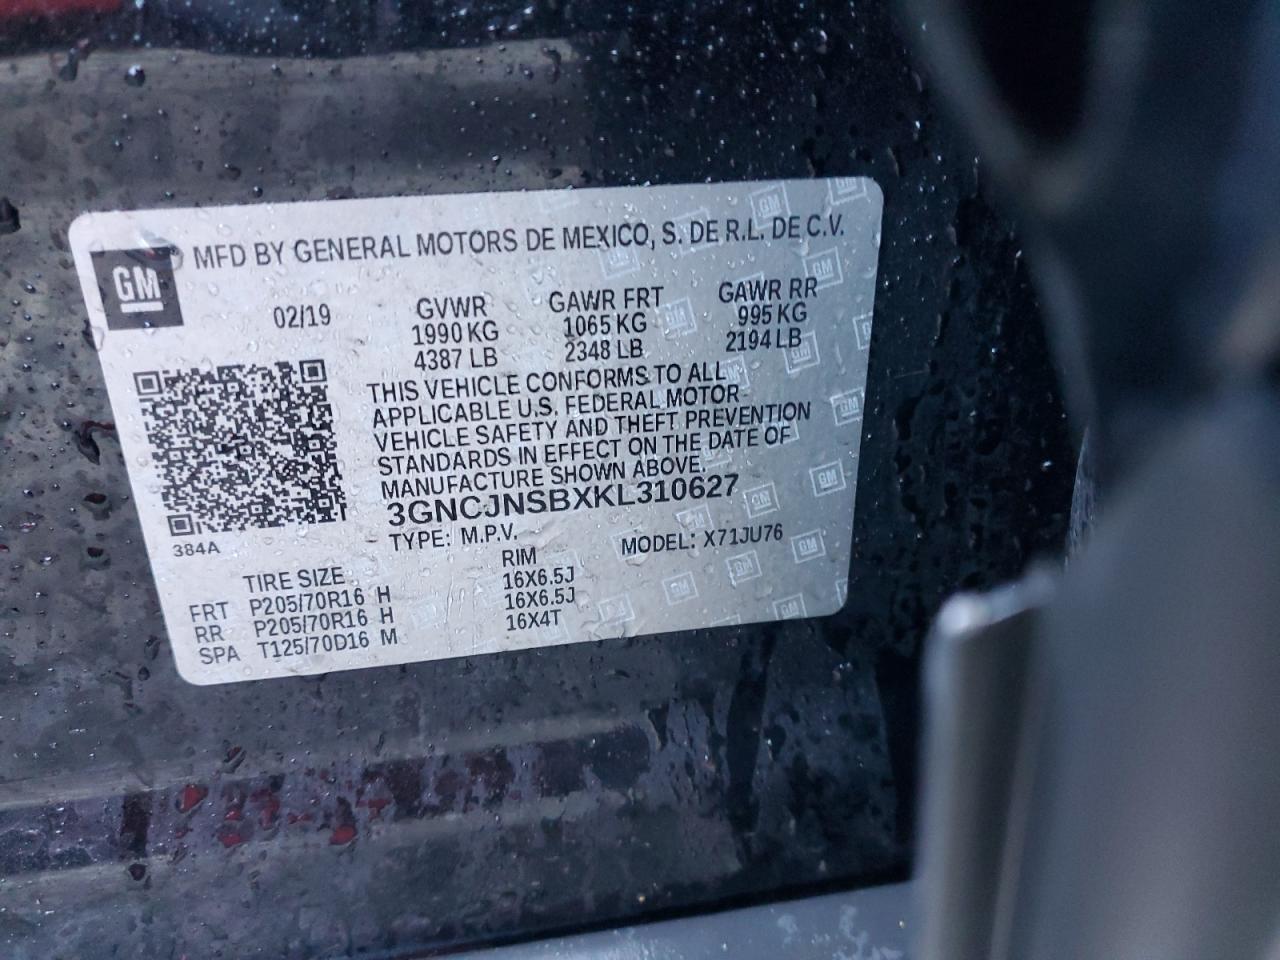 MFD BY GENERAL MOTORS DE MEXICO, S. DE R.L. DE C.V.
GM
02/19 GVWR GAWR FRT GAWR RR
1990 KG 1065 KG 995 KG
4387 LB 2348 LB 2194 LB
THIS VEHICLE CONFORMS TO ALL
APPLICABLE U.S. FEDERAL MOTOR
VEHICLE SAFETY AND THEFT PREVENTION
STANDARDS IN EFFECT ON THE DATE OF
MANUFACTURE SHOWN ABOVE.
3GNCJNSBXKL310627
384A
TYPE: M.P.V. MODEL: X71JU76
TIRE SIZE RIM
FRT P205/70R16 H 16X6.5J
RR P205/70R16 H 16X6.5J
SPA T125/70D16 M 16X4T